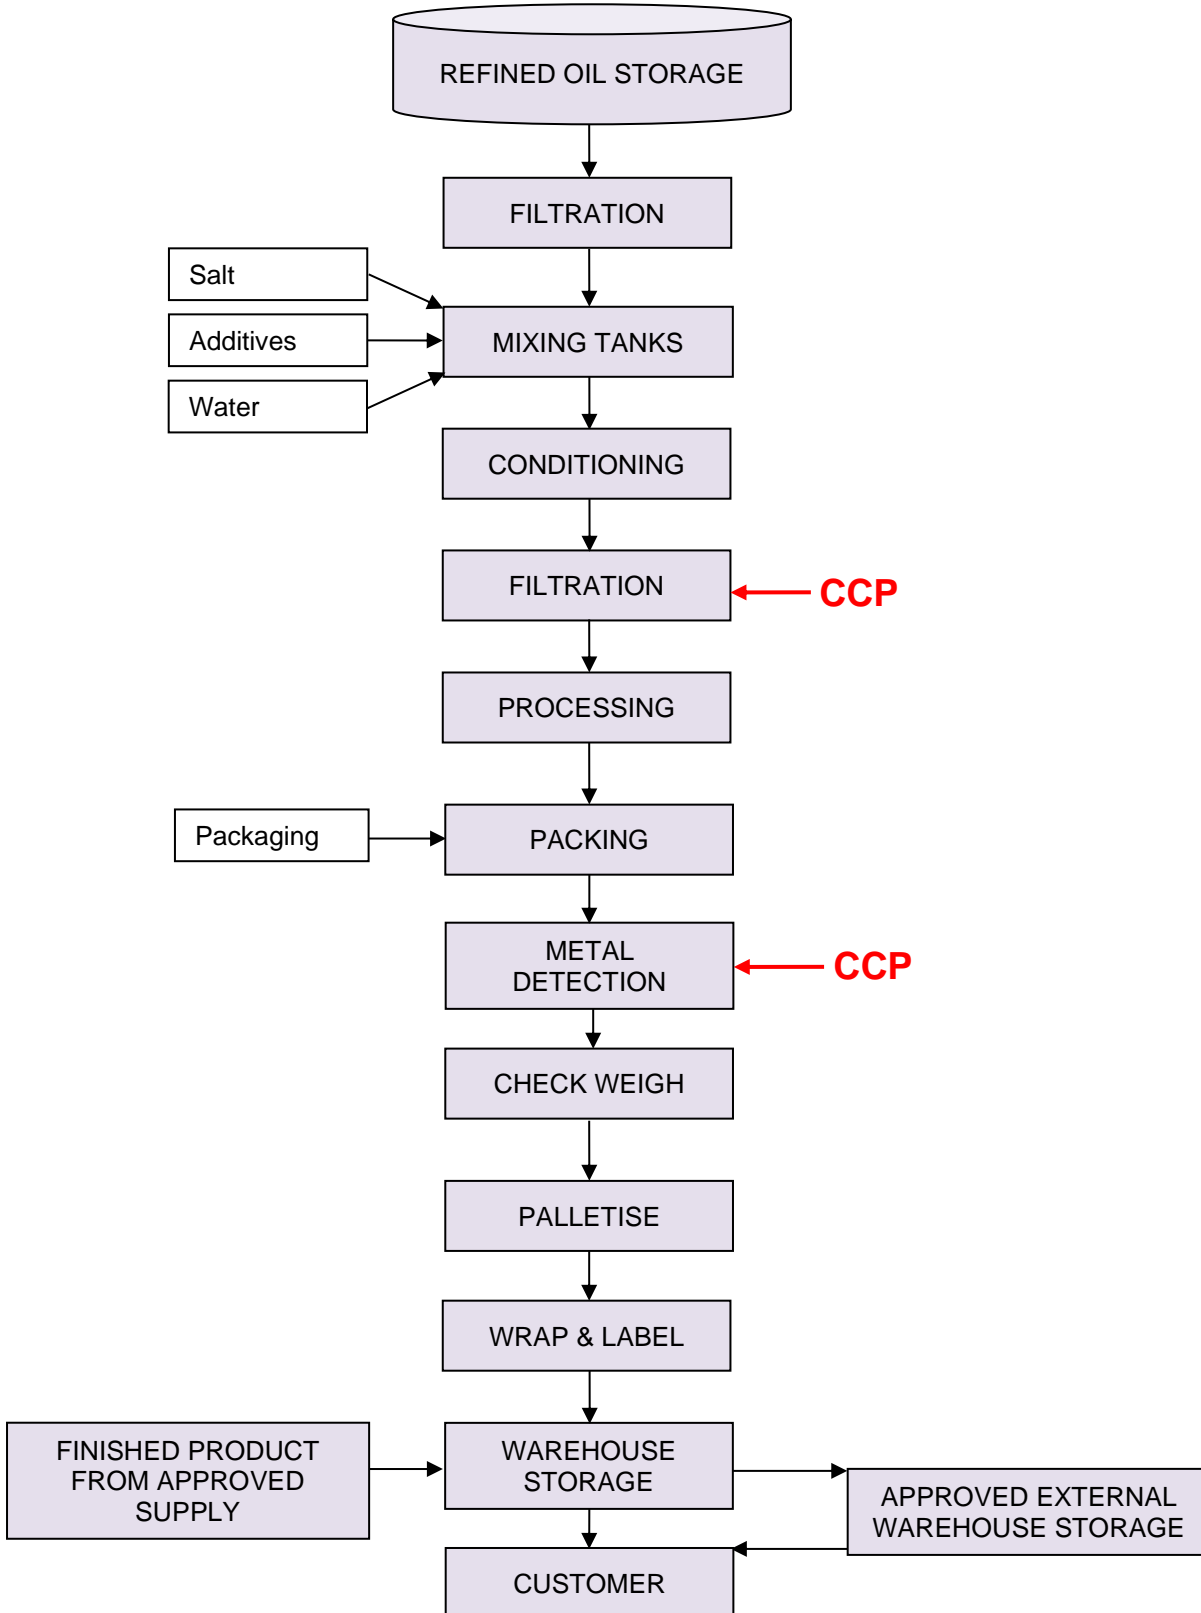 REFINED OIL STORAGE
FILTRATION
Salt
Additives
MIXING TANKS
Water
CONDITIONING
FILTRATION
CCP
PROCESSING
Packaging
PACKING
METAL
DETECTION
CCP
CHECK WEIGH
PALLETISE
WRAP & LABEL
FINISHED PRODUCT
FROM APPROVED
SUPPLY
WAREHOUSE
STORAGE
APPROVED EXTERNAL
WAREHOUSE STORAGE
CUSTOMER